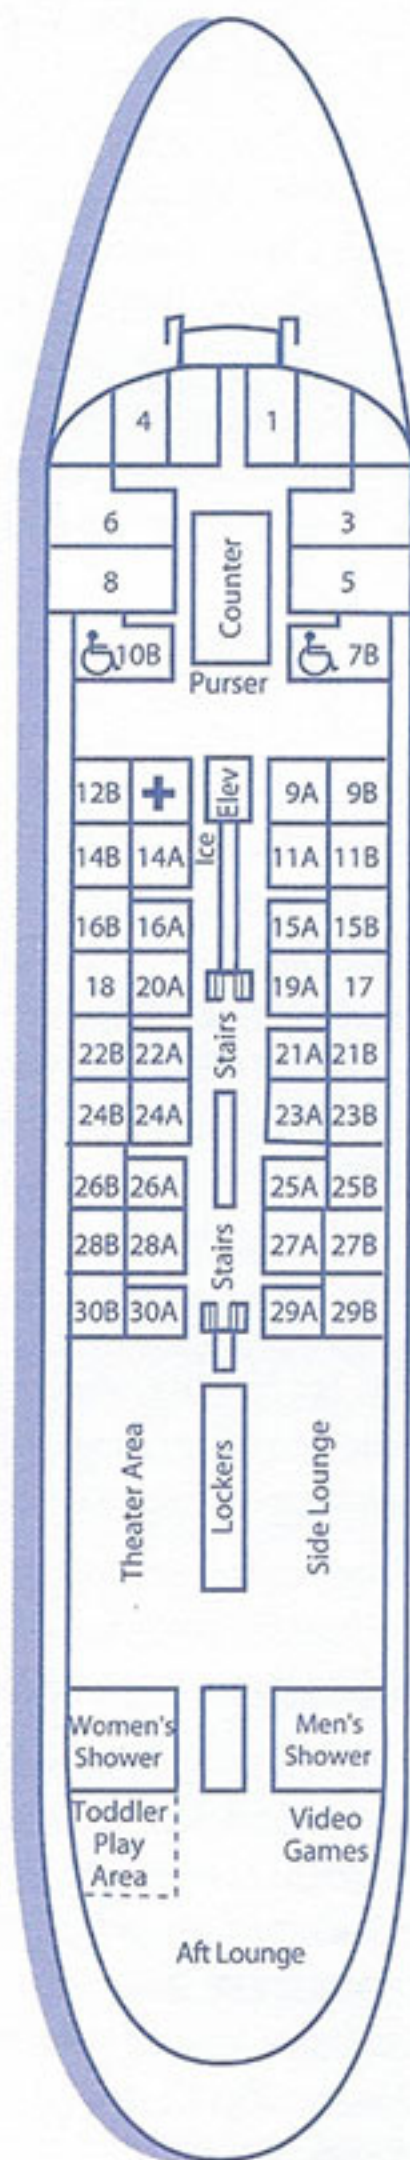 4
1
6
3
Counter
8
5
10B
7B
Purser
12B
Elev
9A
9B
14B
14A
Ice
11A
11B
16B
16A
15A
15B
18
20A
19A
17
Stairs
22B
22A
21A
21B
24B
24A
23A
23B
26B
26A
25A
25B
Stairs
28B
28A
27A
27B
30B
30A
29A
29B
Theater Area
Lockers
Side Lounge
Women's
Shower
Men's
Shower
Toddler
Play
Area
Video
Games
Aft Lounge